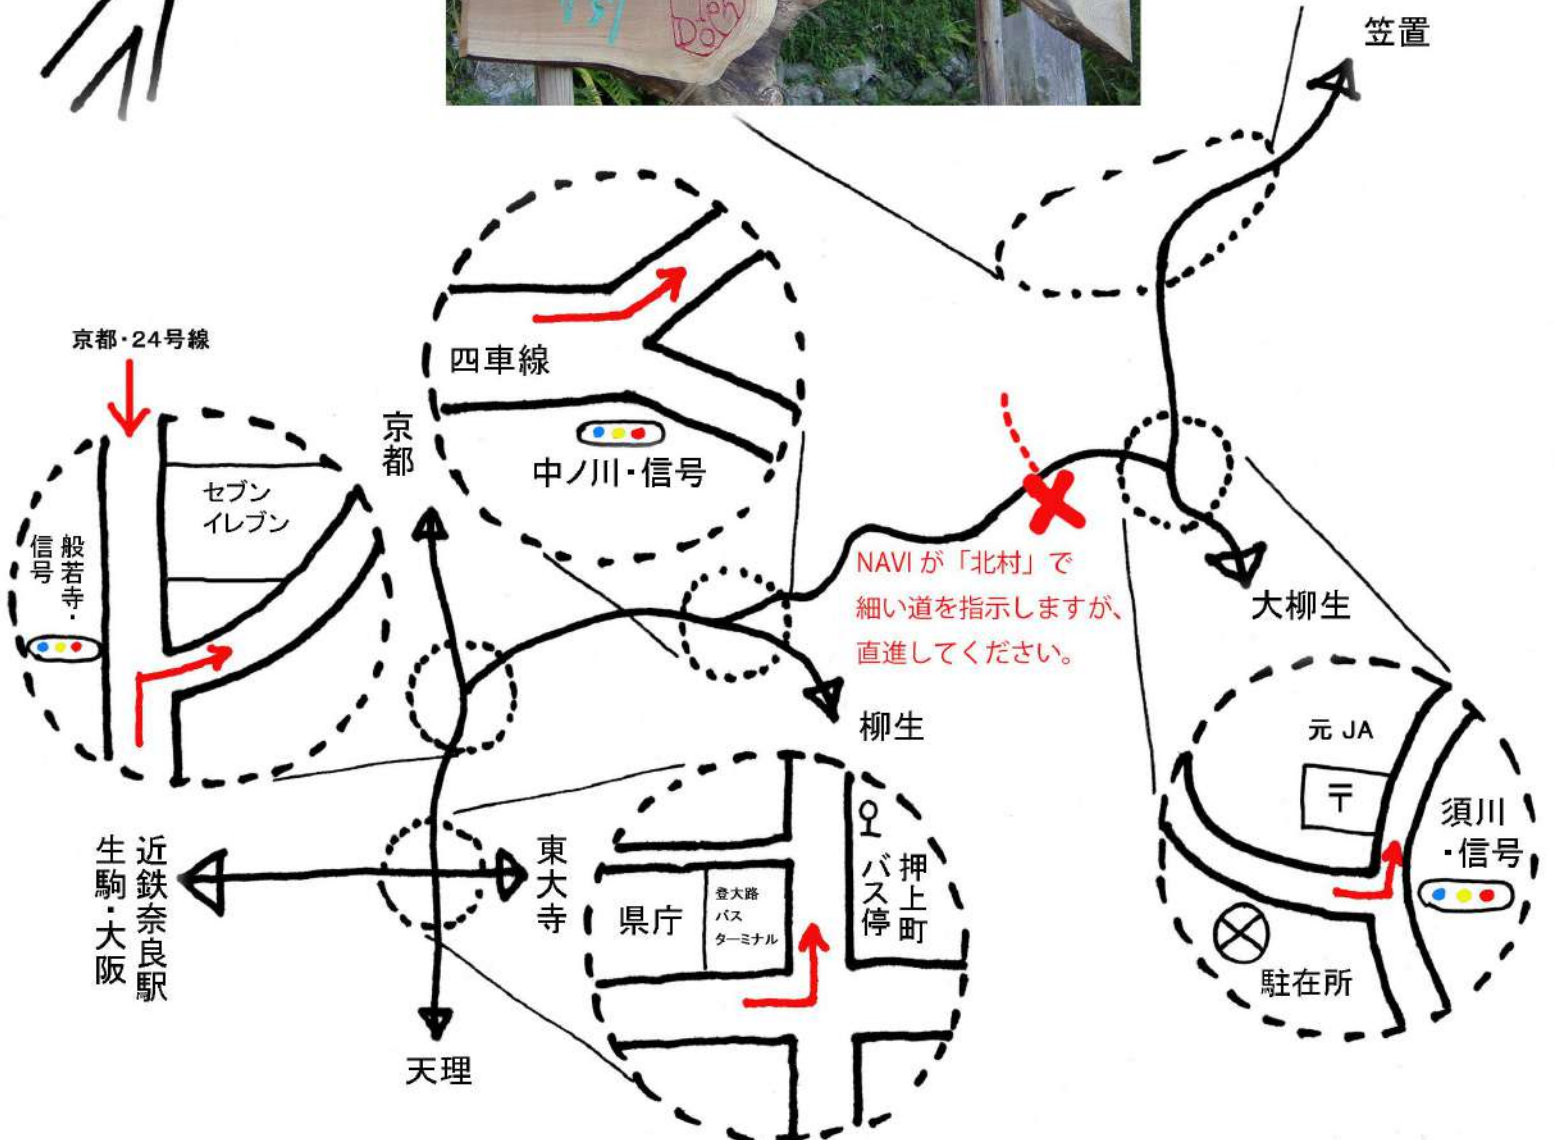 笠置
京都・24号線
セブン
イレブン
般若寺・
信号
京都
四車線
中ノ川・信号
NAVI が「北村」で
細い道を指示しますが、
直進してください。
大柳生
柳生
元 JA
〒
須川
・信号
駐在所
近鉄奈良駅
生駒・大阪
東大寺
天理
県庁
登大路
バス
ターミナル
押上町
バス停